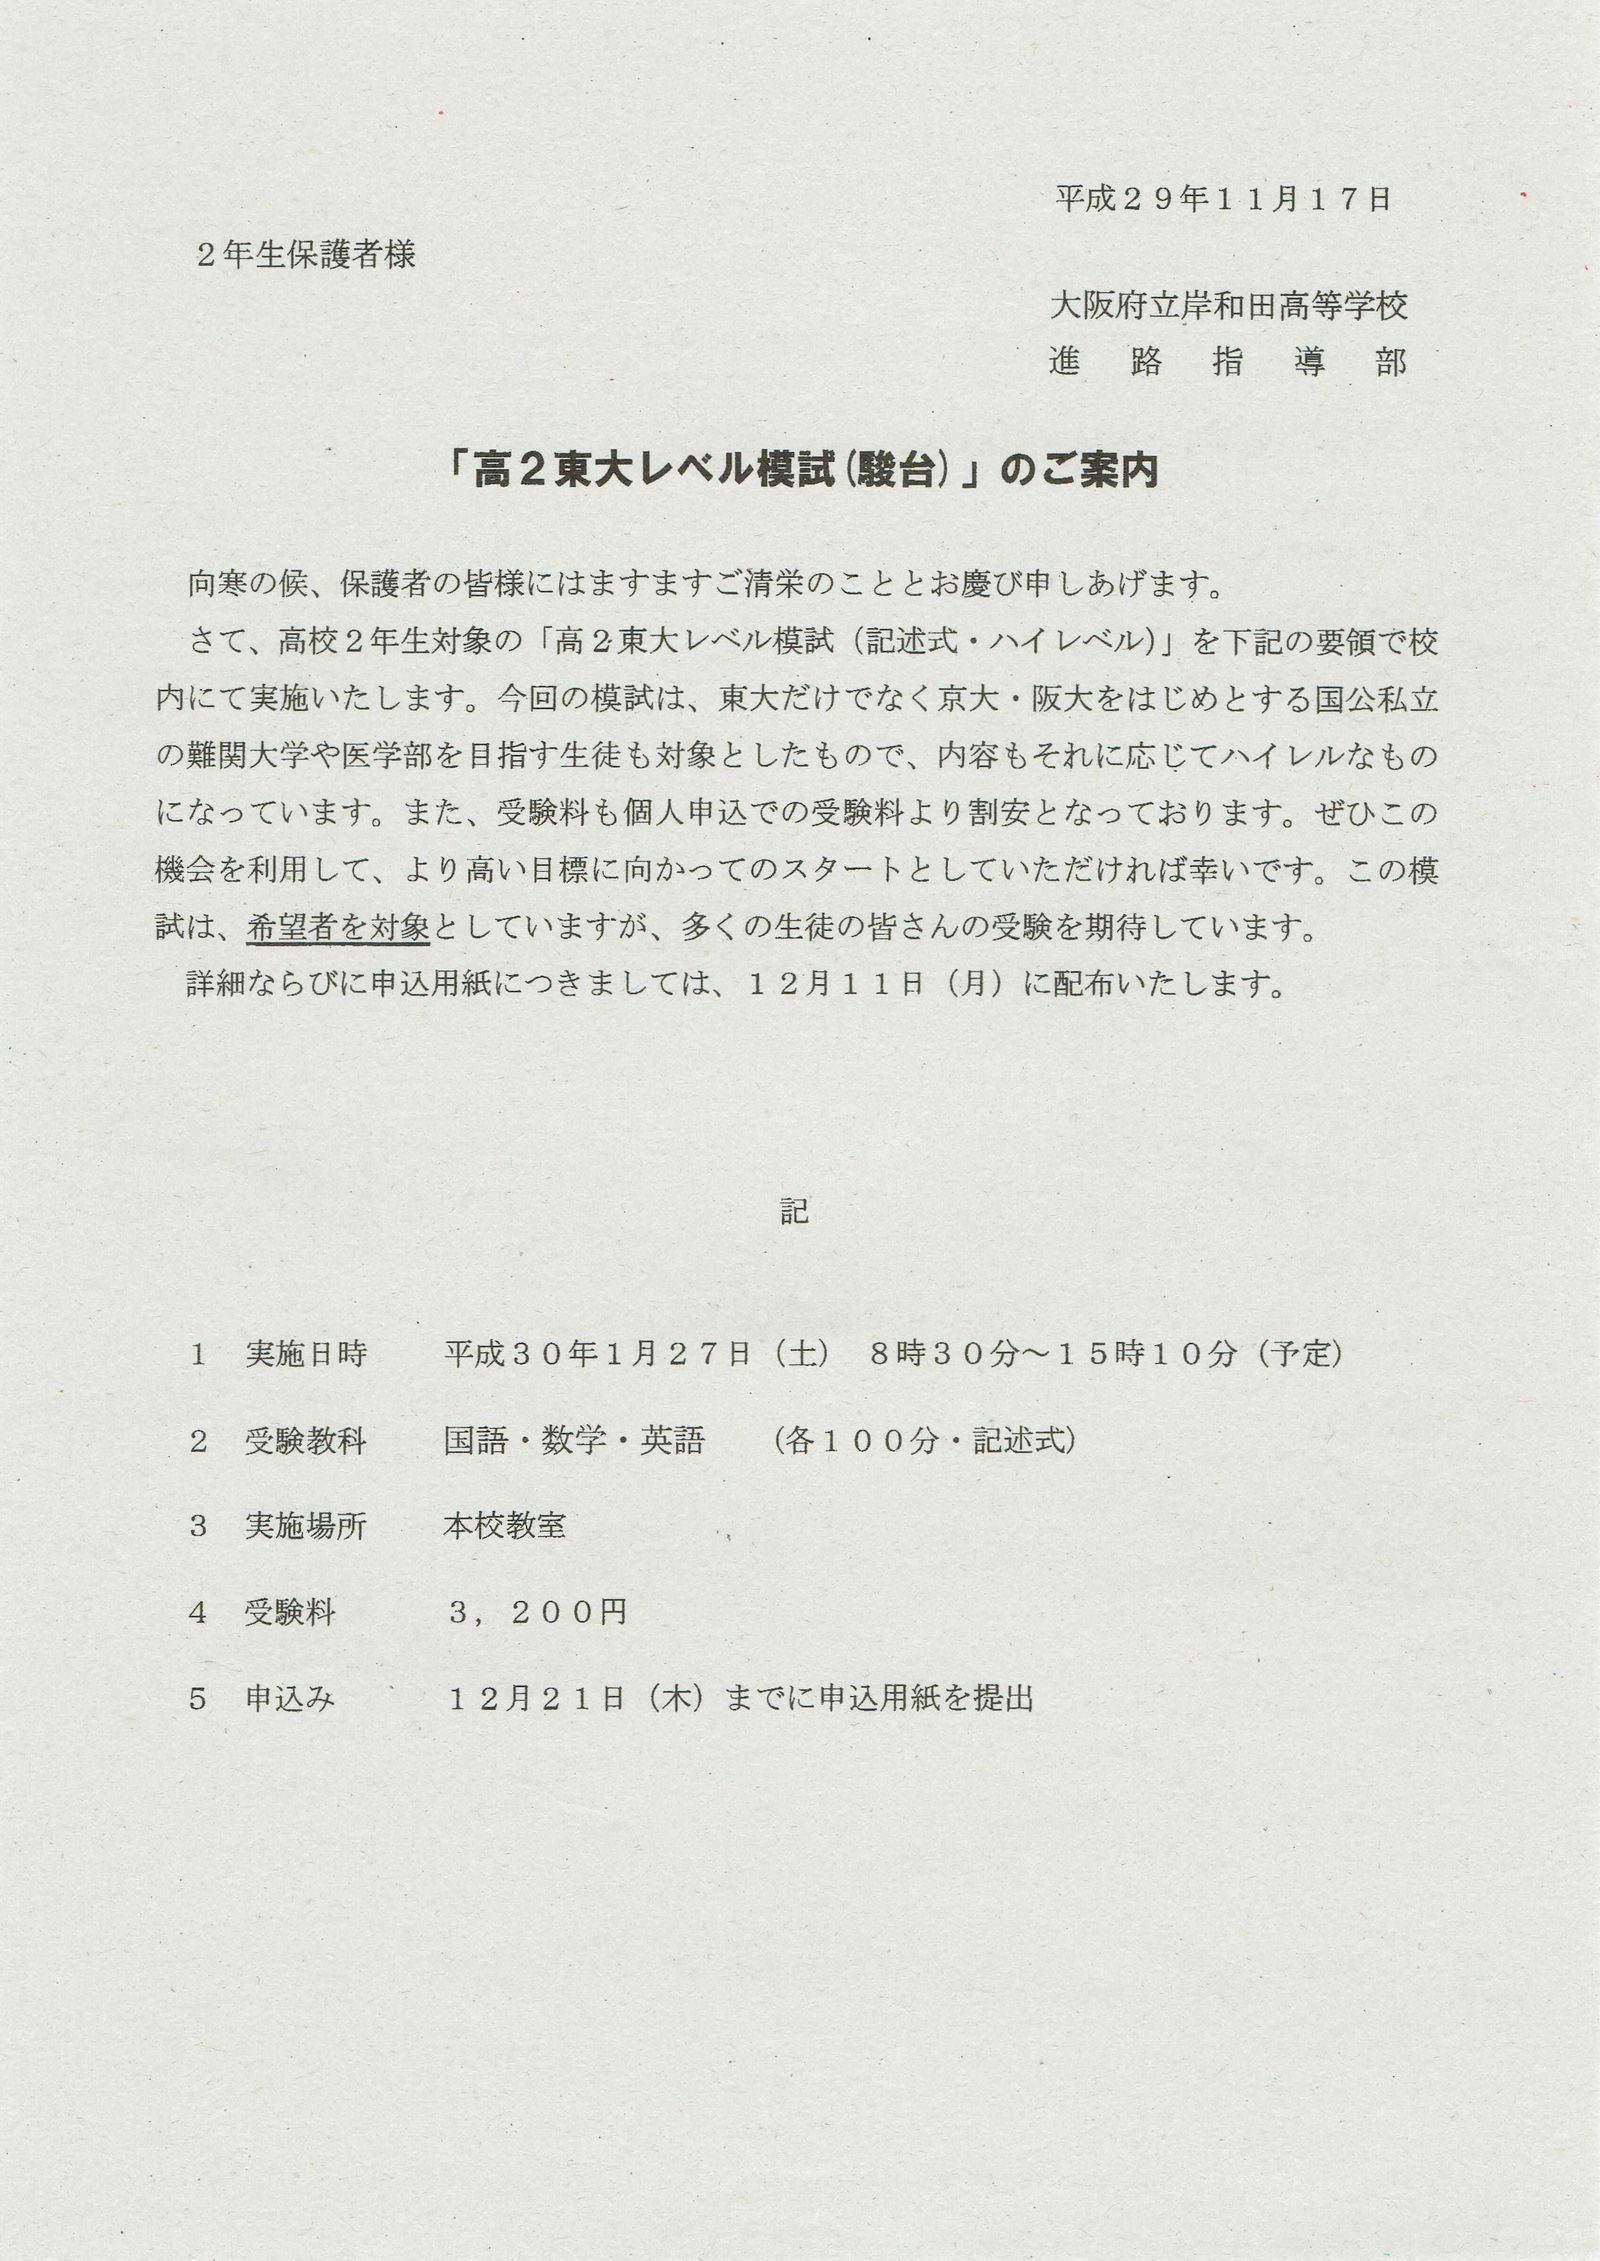 平成２９年１１月１７日
２年生保護者様
大阪府立岸和田高等学校
進路指導部
「高２東大レベル模試(駿台)」のご案内
向寒の候、保護者の皆様にはますますご清栄のこととお慶び申しあげます。
さて、高校２年生対象の「高２東大レベル模試（記述式・ハイレベル）」を下記の要領で校
内にて実施いたします。今回の模試は、東大だけでなく京大・阪大をはじめとする国公私立
の難関大学や医学部を目指す生徒も対象としたもので、内容もそれに応じてハイレルなもの
になっています。また、受験料も個人申込での受験料より割安となっております。ぜひこの
機会を利用して、より高い目標に向かってのスタートとしていただければ幸いです。この模
試は、希望者を対象としていますが、多くの生徒の皆さんの受験を期待しています。
詳細ならびに申込用紙につきましては、１２月１１日（月）に配布いたします。
記
１　実施日時　平成３０年１月２７日（土）　８時３０分～１５時１０分（予定）
２　受験教科　国語・数学・英語　（各１００分・記述式）
３　実施場所　本校教室
４　受験料　３，２００円
５　申込み　１２月２１日（木）までに申込用紙を提出